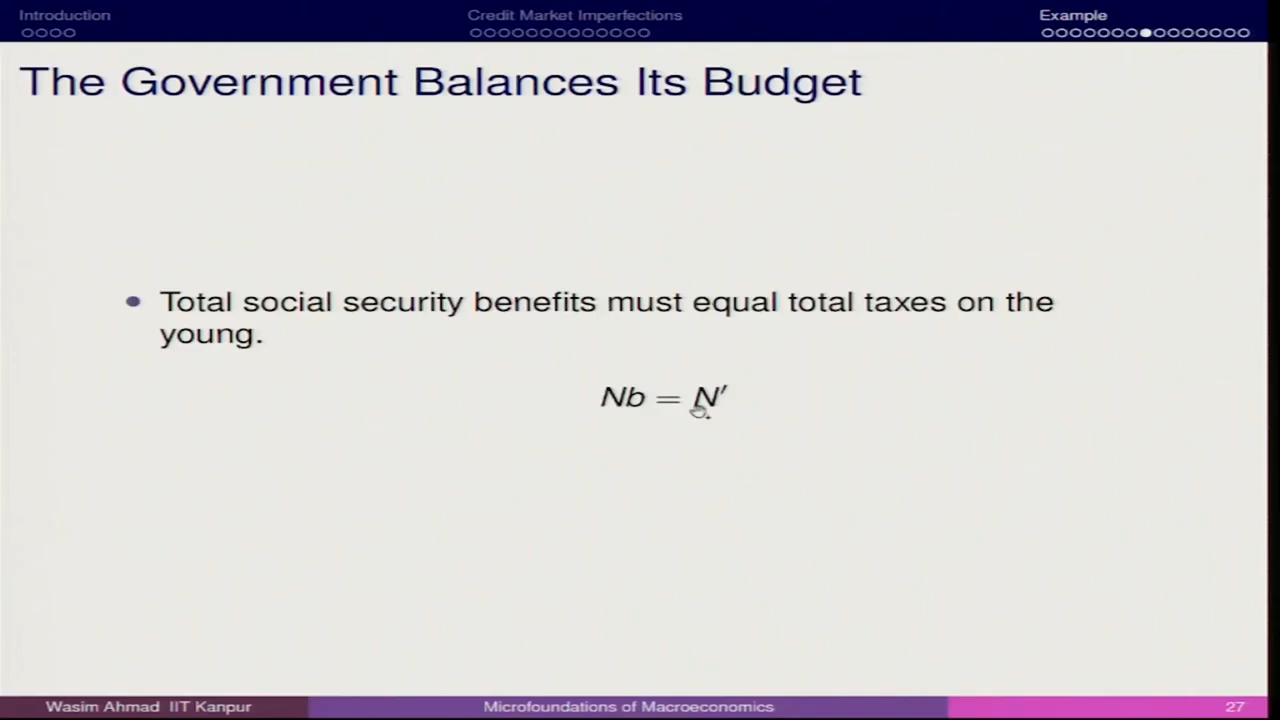 Introduction
Credit Market Imperfections
Example
The Government Balances Its Budget
Total social security benefits must equal total taxes on the
young.
Nb = N′
Wasim Ahmad IIT Kanpur
Microfoundations of Macroeconomics
27